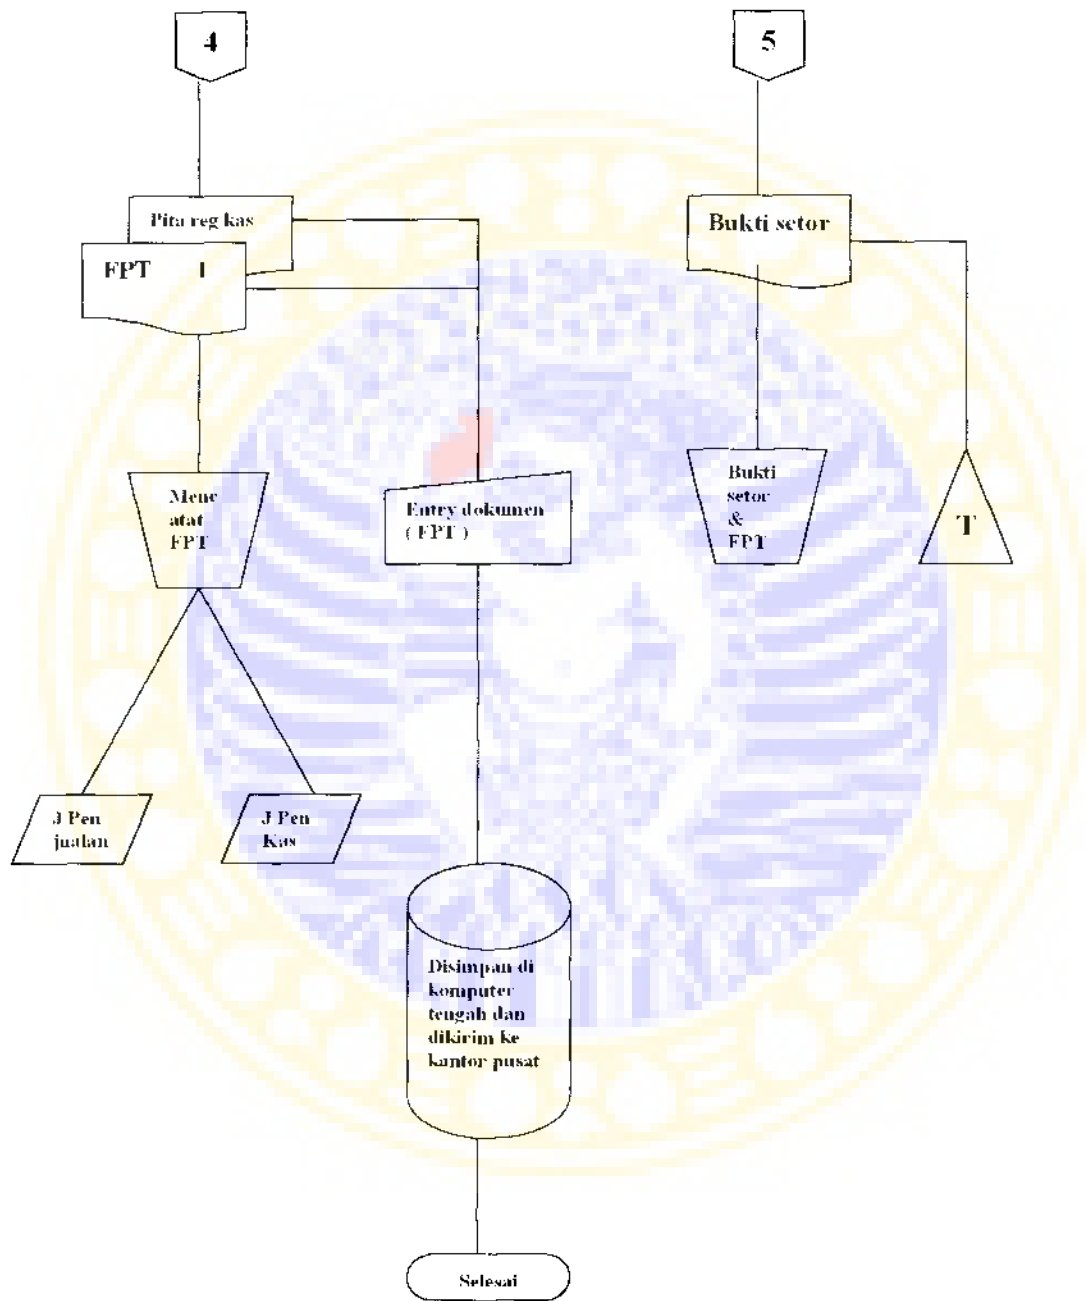 4
5
Pita reg kas
FPT 1
Bukti setor
Menc
atat
FPT
Entry dokumen
( FPT )
Bukti
setor
&
FPT
T
J Pen
jualan
J Pen
Kas
Disimpan di
komputer
tengah dan
dikirim ke
kantor pusat
Selesai